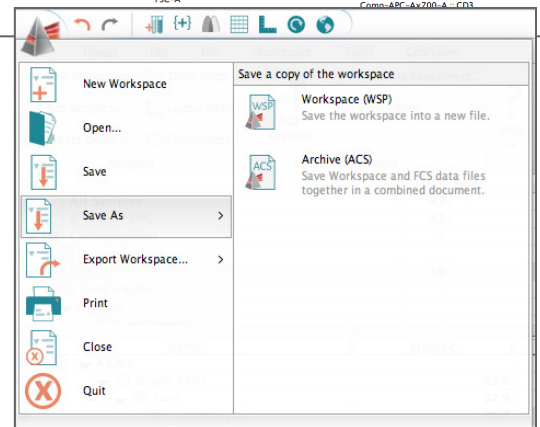 Comp-APC-Ax700-A :: CD3
New Workspace
Open...
Save
Save As
Export Workspace...
Print
Close
Quit
Save a copy of the workspace
WSP
Workspace (WSP)
Save the workspace into a new file.
ACS
Archive (ACS)
Save Workspace and FCS data files
together in a combined document.
Name
Statistic